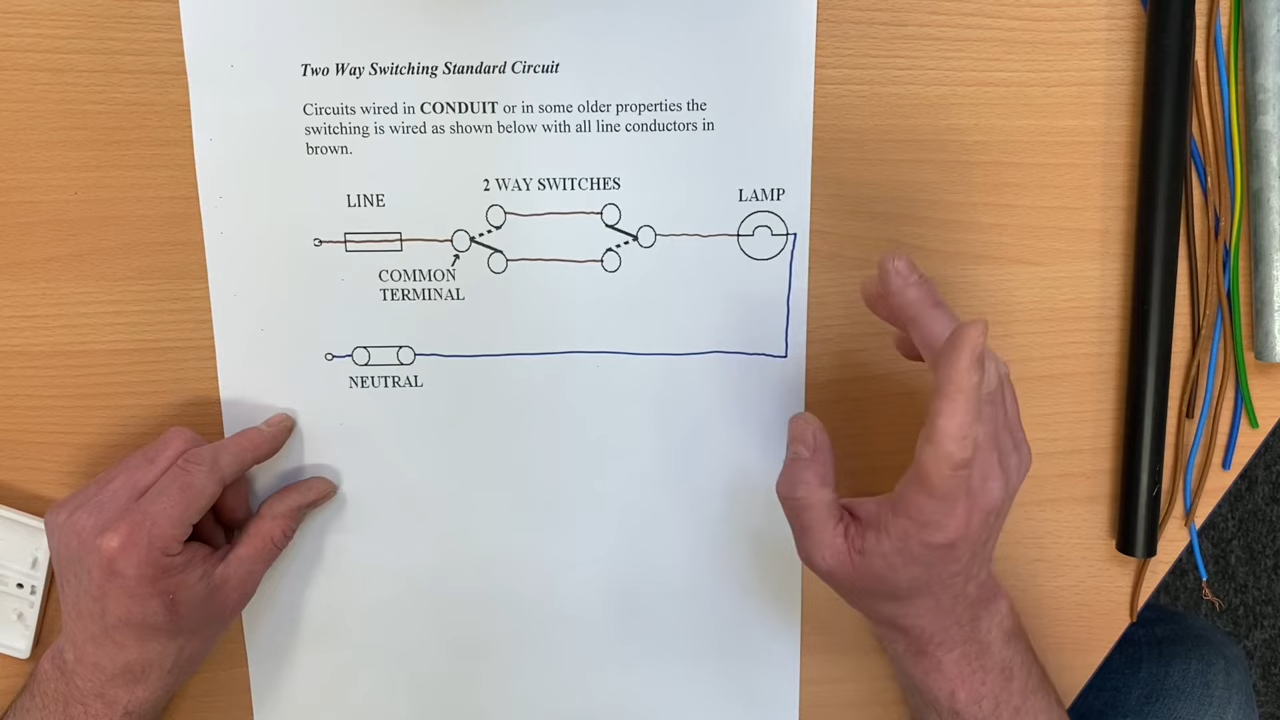 Two Way Switching Standard Circuit
Circuits wired in CONDUIT or in some older properties the
switching is wired as shown below with all line conductors in
brown.
2 WAY SWITCHES
LAMP
LINE
COMMON
TERMINAL
NEUTRAL